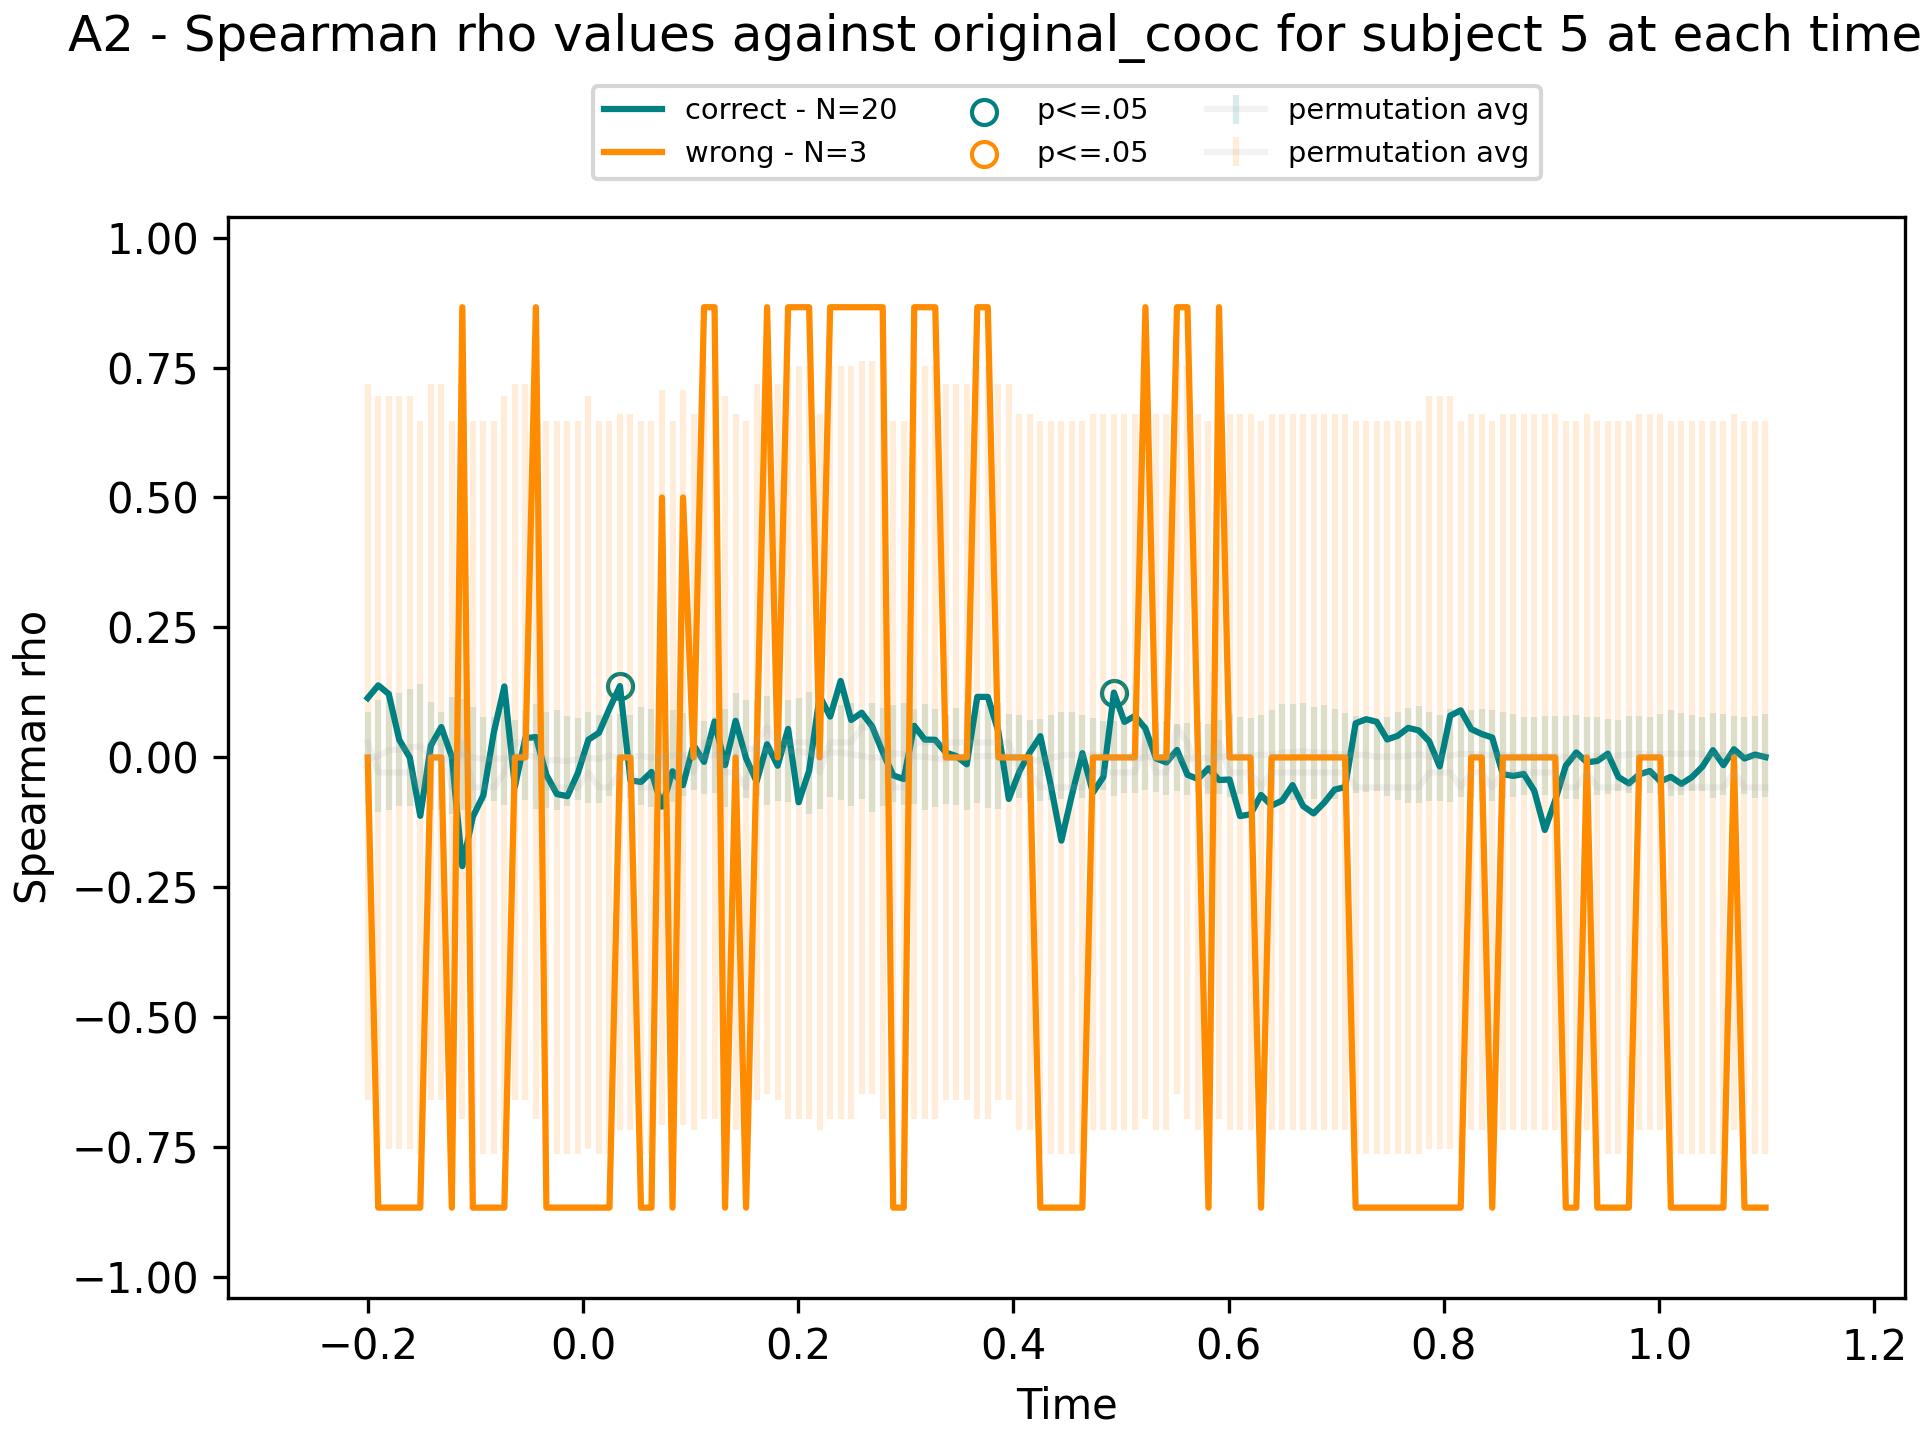 A2 - Spearman rho values against original_cooc for subject 5 at each time
correct - N=20
wrong - N=3
p<=.05
p<=.05
permutation avg
permutation avg
1.00
0.75
0.50
0.25
0.00
−0.25
−0.50
−0.75
−1.00
Spearman rho
−0.2
0.0
0.2
0.4
0.6
0.8
1.0
1.2
Time